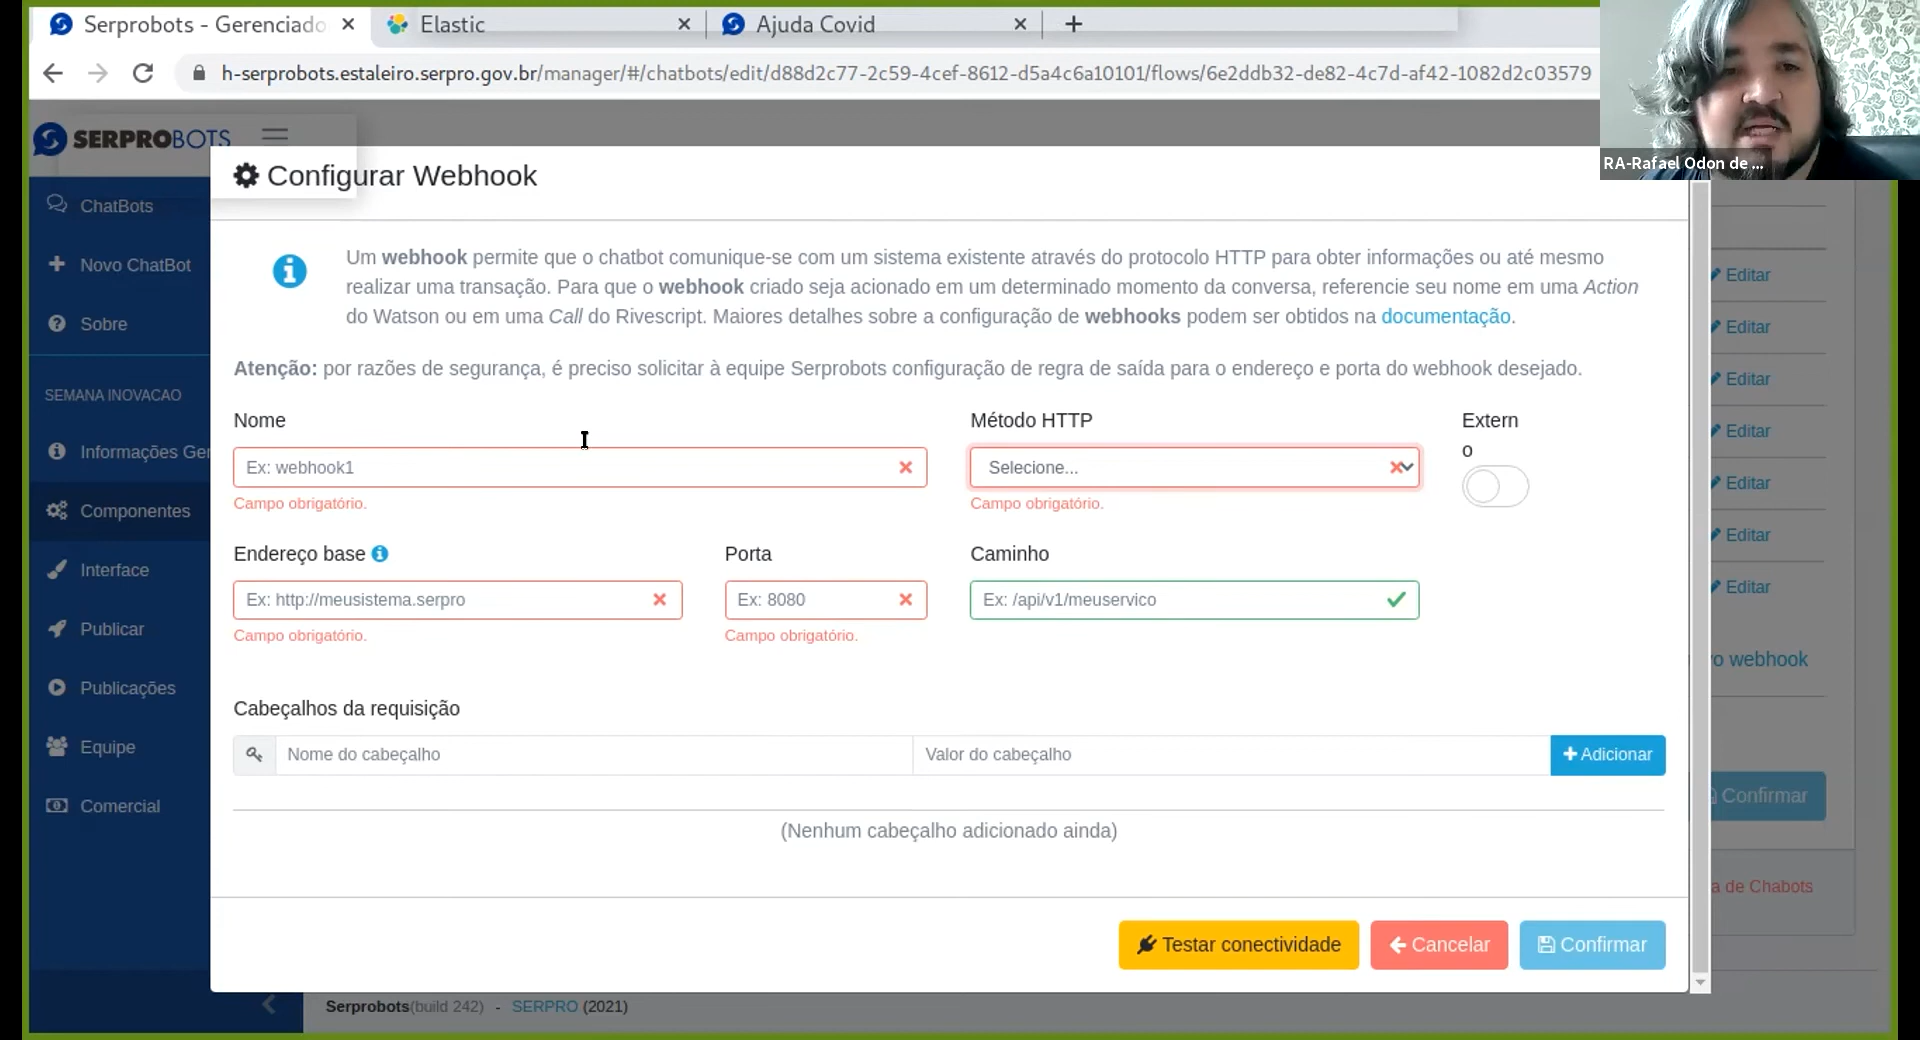 Serprobots - Gerenciado
Elastic
Ajuda Covid
h-serprobots.estaleiro.serpro.gov.br/manager/#/chatbots/edit/d88d2c77-2c59-4cef-8612-d5a4c6a10101/flows/6e2ddb32-de82-4c7d-af42-1082d2c03579
RA-Rafael Odon de ...
SERPROBOTS
ChatBots
Novo ChatBot
Sobre
SEMANA INOVACAO
Informações Ger
Componentes
Interface
Publicar
Publicações
Equipe
Comercial
Configurar Webhook
Um webhook permite que o chatbot comunique-se com um sistema existente através do protocolo HTTP para obter informações ou até mesmo
realizar uma transação. Para que o webhook criado seja acionado em um determinado momento da conversa, referencie seu nome em uma Action
do Watson ou em uma Call do Rivescript. Maiores detalhes sobre a configuração de webhooks podem ser obtidos na documentação.
Atenção: por razões de segurança, é preciso solicitar à equipe Serprobots configuração de regra de saída para o endereço e porta do webhook desejado.
Nome
Método HTTP
Extern
o
Ex: webhook1
Selecione...
Campo obrigatório.
Campo obrigatório.
Endereço base
Porta
Caminho
Ex: http://meusistema.serpro
Ex: 8080
Ex: /api/v1/meuservico
Campo obrigatório.
Campo obrigatório.
Cabeçalhos da requisição
Nome do cabeçalho
Valor do cabeçalho
Adicionar
(Nenhum cabeçalho adicionado ainda)
Testar conectividade
Cancelar
Confirmar
Editar
Editar
Editar
Editar
Editar
Editar
Editar
vo webhook
Confirmar
a de Chabots
Serprobots(build 242) - SERPRO (2021)